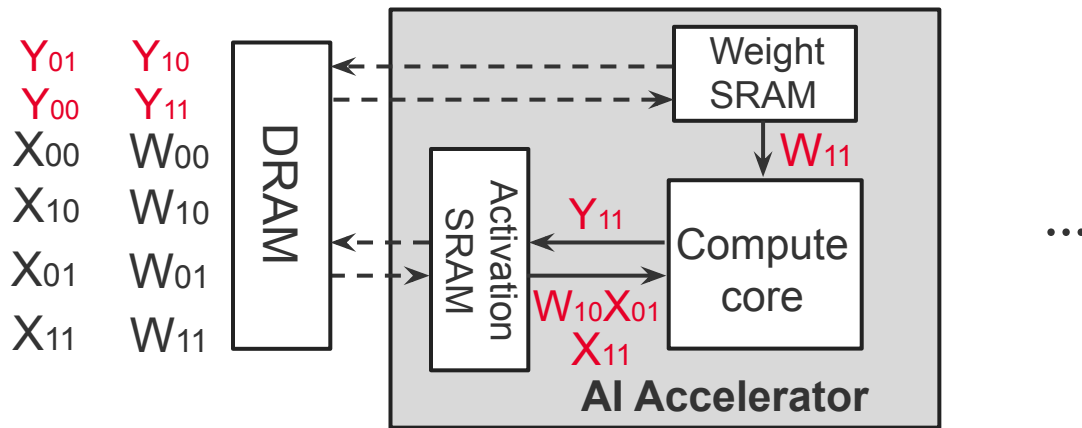 Y01 Y10
Y00 Y11
X00 W00
X10 W10
X01 W01
X11 W11
DRAM
Weight
SRAM
W11
Activation
SRAM
Y11
W10X01
X11
Compute
core
AI Accelerator
...